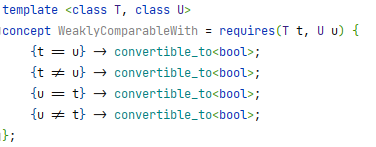 template <class T, class U>
concept WeaklyComparableWith = requires(T t, U u) {
    {t == u} -> convertible_to<bool>;
    {t != u} -> convertible_to<bool>;
    {u == t} -> convertible_to<bool>;
    {u != t} -> convertible_to<bool>;
};